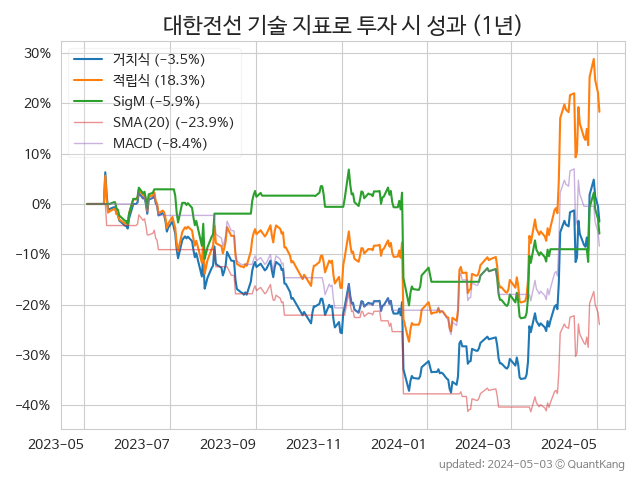 대한전선 기술 지표로 투자 시 성과 (1년)
거치식 (−3.5%)
적립식 (18.3%)
SigM (−5.9%)
SMA(20) (−23.9%)
MACD (−8.4%)
30%
20%
10%
0%
−10%
−20%
−30%
−40%
2023-05 2023-07 2023-09 2023-11 2024-01 2024-03 2024-05
updated: 2024-05-03 ⓒ QuantKang